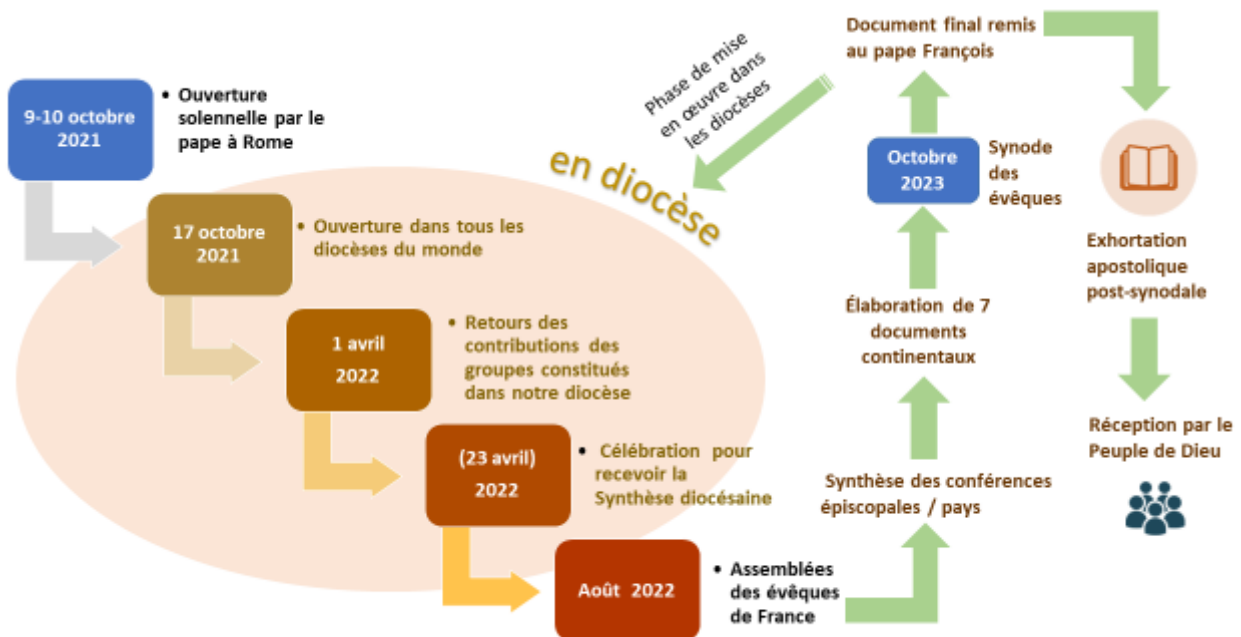 9-10 octobre
2021
• Ouverture
solennelle par le
pape à Rome
17 octobre
2021
• Ouverture dans tous les
diocèses du monde
1 avril
2022
• Retours des
contributions des
groupes constitués
dans notre diocèse
(23 avril)
2022
• Célébration pour
recevoir la
Synthèse diocésaine
Août 2022
• Assemblées
des évêques
de France
en diocèse
Synthèse des conférences
épiscopales / pays
Élaboration de 7
documents
continentaux
Octobre
2023
Synode
des
évêques
Document final remis
au pape François
Phase de mise
en œuvre dans
les diocèses
Exhortation
apostolique
post-synodale
Réception par le
Peuple de Dieu